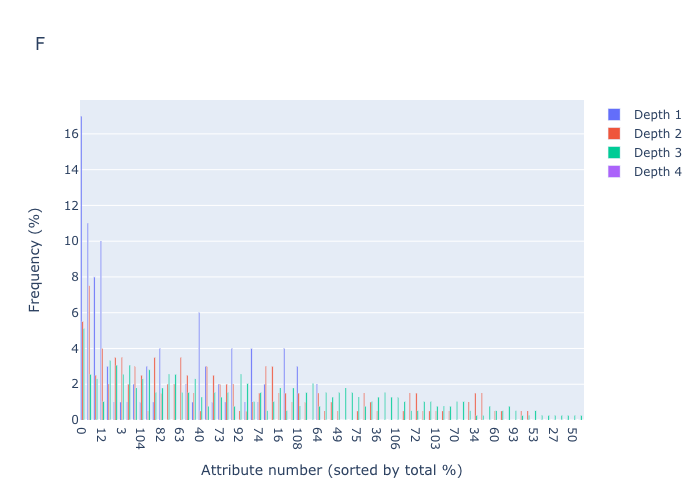 F
Depth 1
Depth 2
Depth 3
Depth 4
16
14
12
10
8
6
4
2
0
Frequency (%)
0 12 3 104 82 63 40 73 92 74 16 108 64 49 75 36 106 72 103 70 34 60 93 53 27 50
Attribute number (sorted by total %)